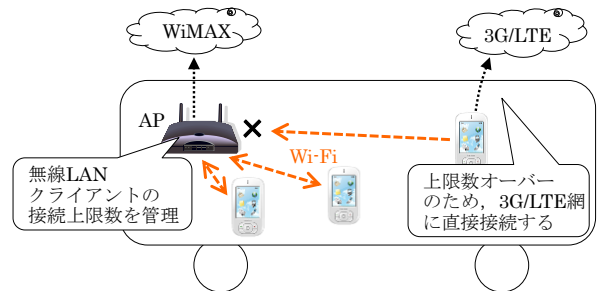 WiMAX
3G/LTE
AP
Wi-Fi
無線LAN
クライアントの
接続上限数を管理
上限数オーバー
のため，3G/LTE網
に直接接続する